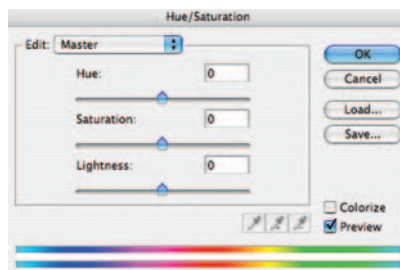 Hue/Saturation
Edit: Master
OK
Hue: 0
Cancel
Load...
Saturation: 0
Save...
Lightness: 0
Colorize
Preview